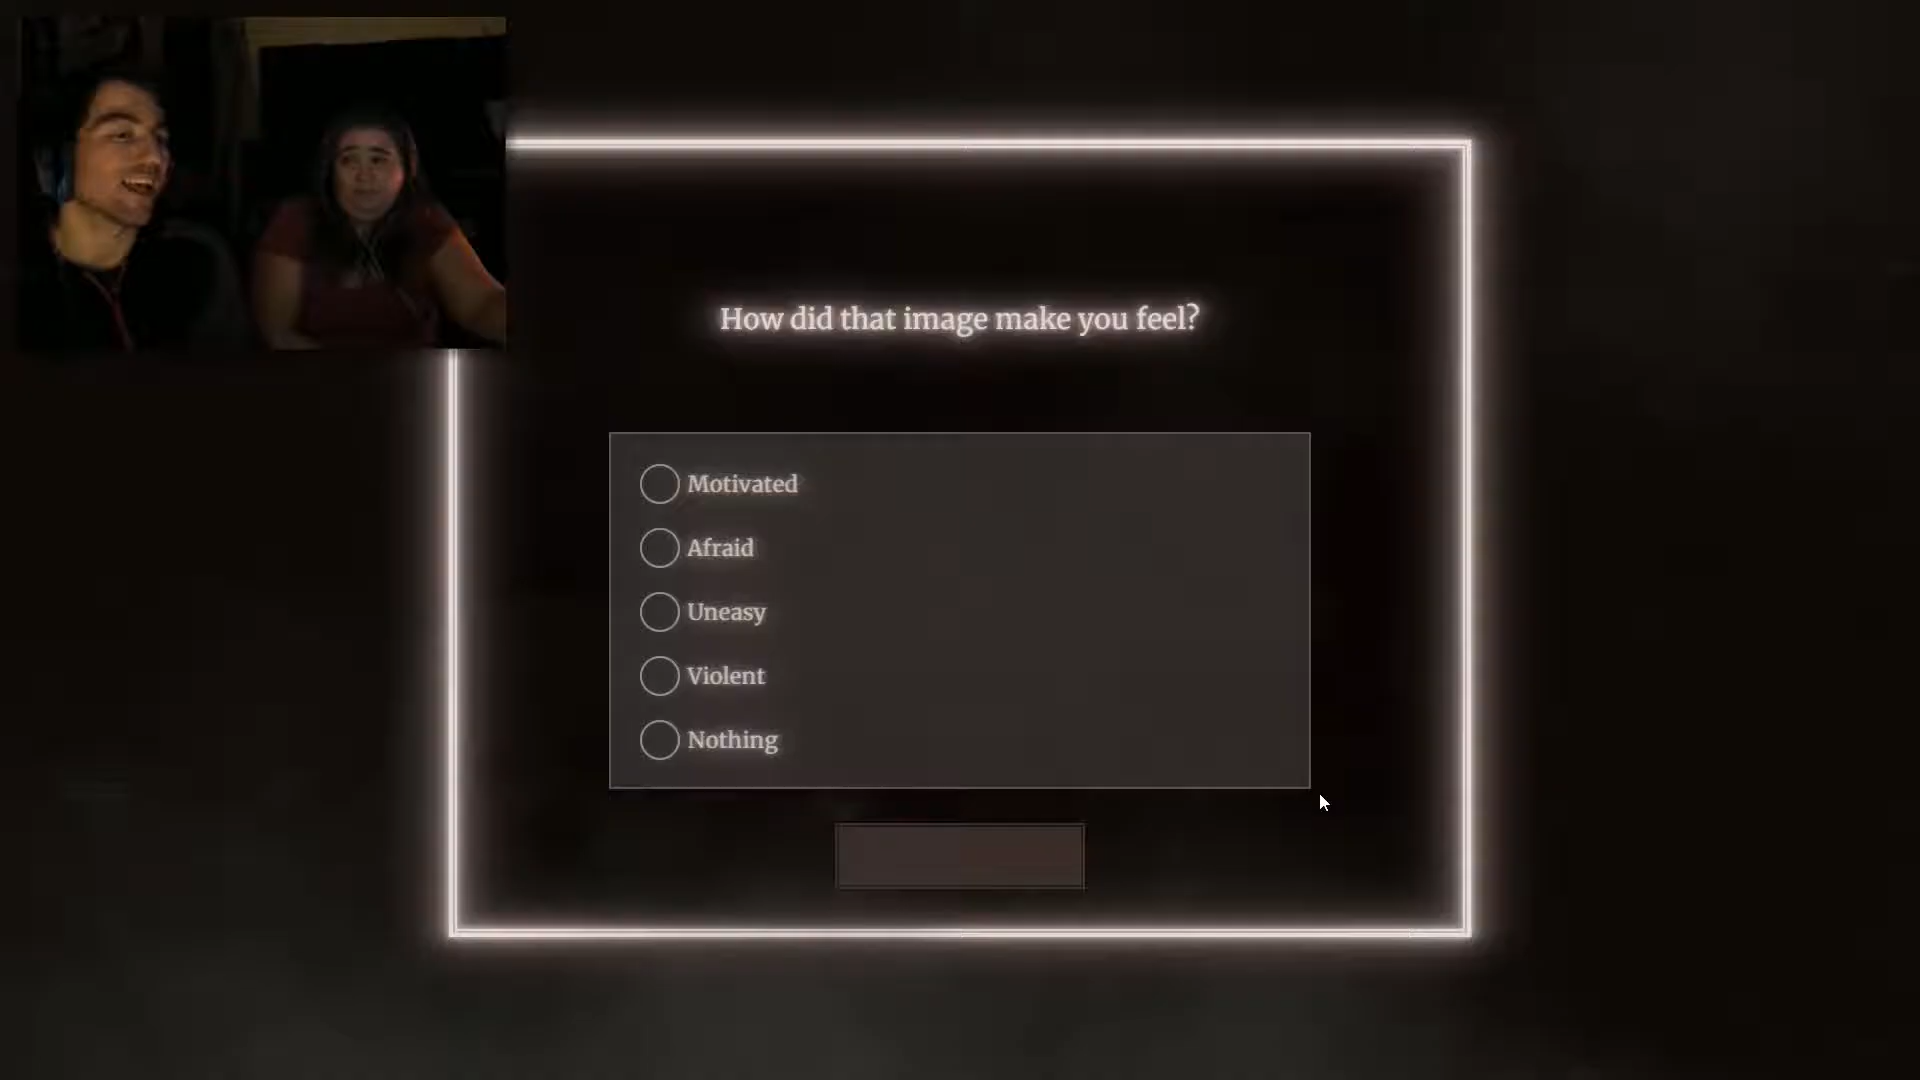 How did that image make you feel?
Motivated
Afraid
Uneasy
Violent
Nothing